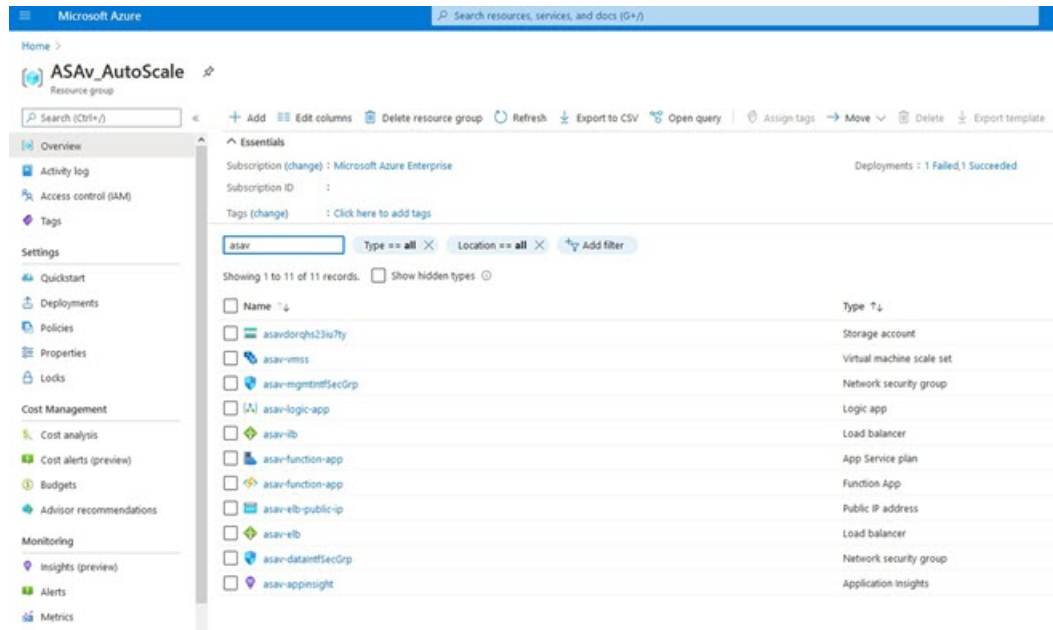 Microsoft Azure
Search resources, services, and docs (G+/)
Home >
ASAv_AutoScale
Resource group
Search (Ctrl+/)
«
Add Edit columns Delete resource group Refresh Export to CSV Open query Assign tags Move Delete Export template
Overview
Activity log
Access control (IAM)
Tags
Settings
Quickstart
Deployments
Policies
Properties
Locks
Cost Management
Cost analysis
Cost alerts (preview)
Budgets
Advisor recommendations
Monitoring
Insights (preview)
Alerts
Metrics
Essentials
Subscription (change) : Microsoft Azure Enterprise
Deployments : 1 Failed,1 Succeeded
Subscription ID :
Tags (change) : Click here to add tags
asav Type == all Location == all Add filter
Showing 1 to 11 of 11 records. Show hidden types
Name Type
asavdorqhs23iu7ty Storage account
asav-vmss Virtual machine scale set
asav-mgmtIntfSecGrp Network security group
asav-logic-app Logic app
asav-ilb Load balancer
asav-function-app App Service plan
asav-function-app Function App
asav-elb-public-ip Public IP address
asav-elb Load balancer
asav-dataIntfSecGrp Network security group
asav-appinsight Application Insights